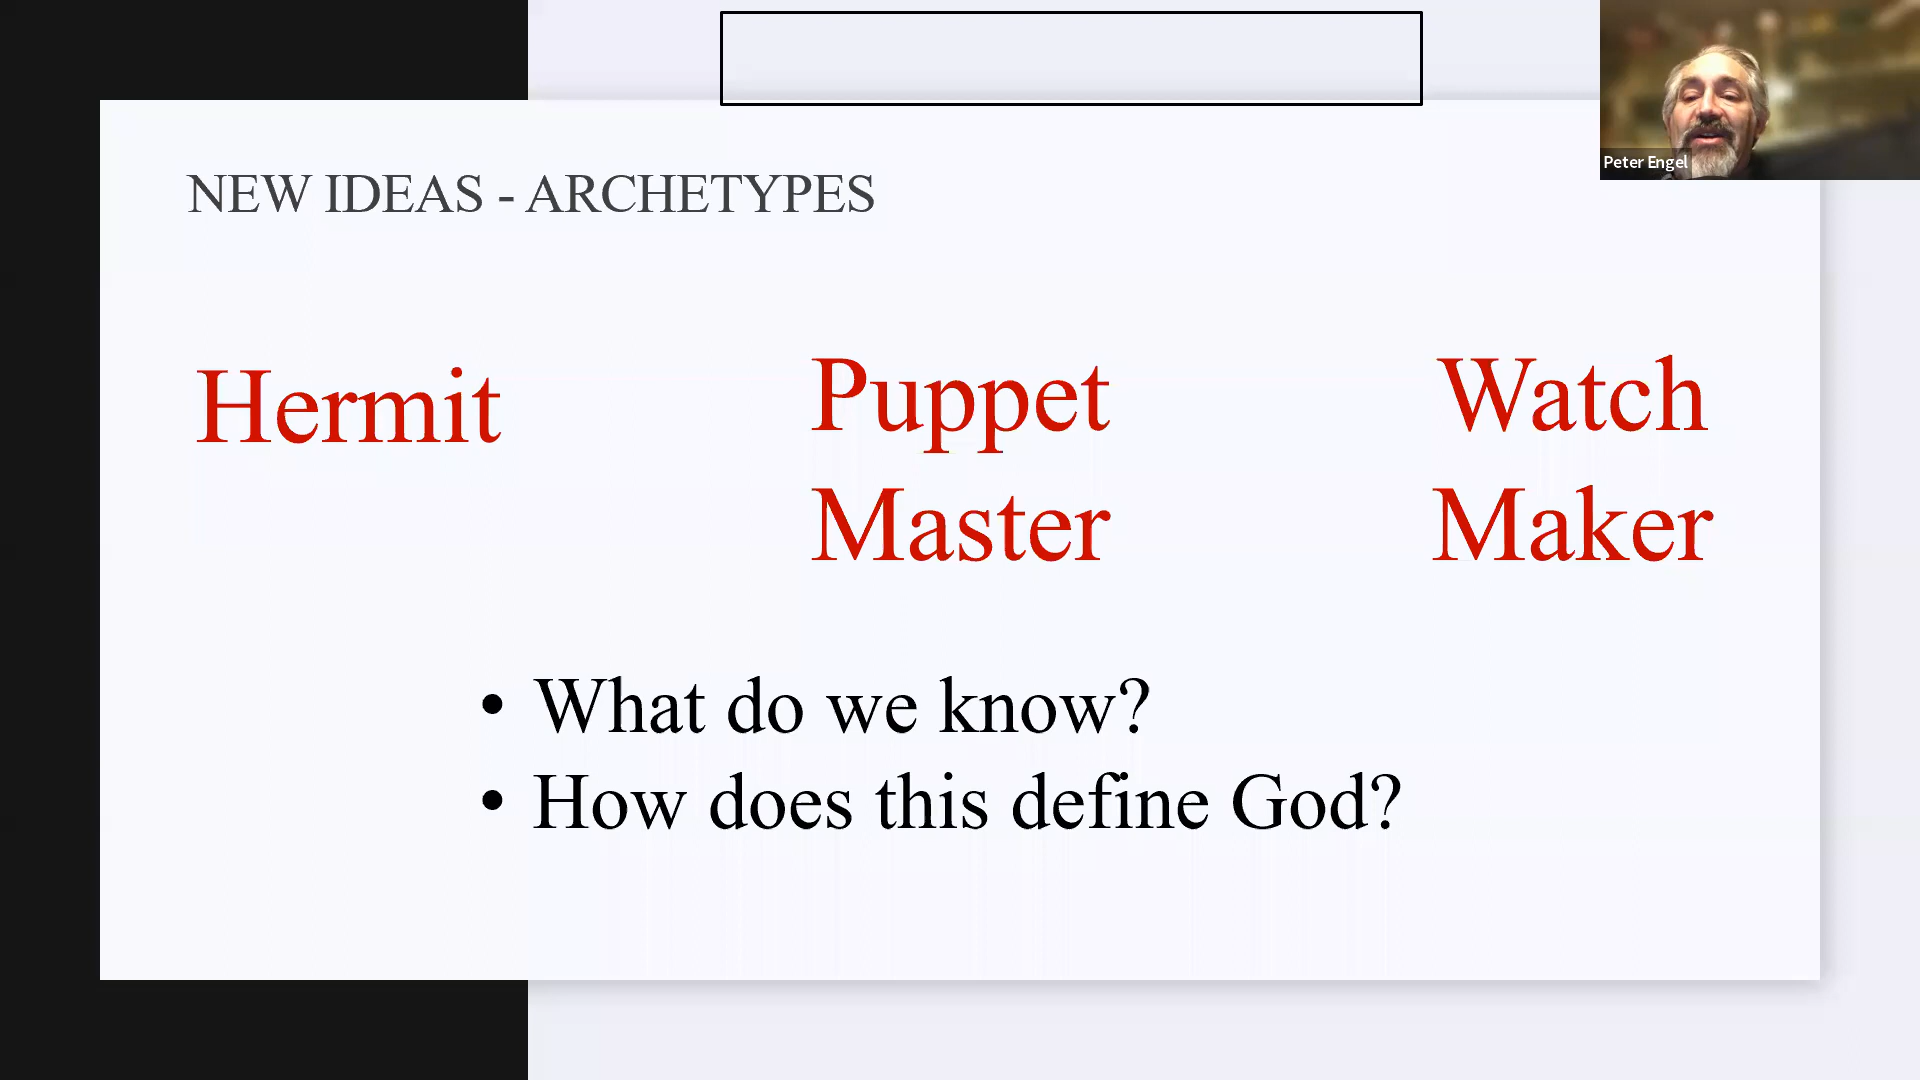 Peter Engel
NEW IDEAS - ARCHETYPES
Hermit
Puppet
Master
Watch
Maker
• What do we know?
• How does this define God?